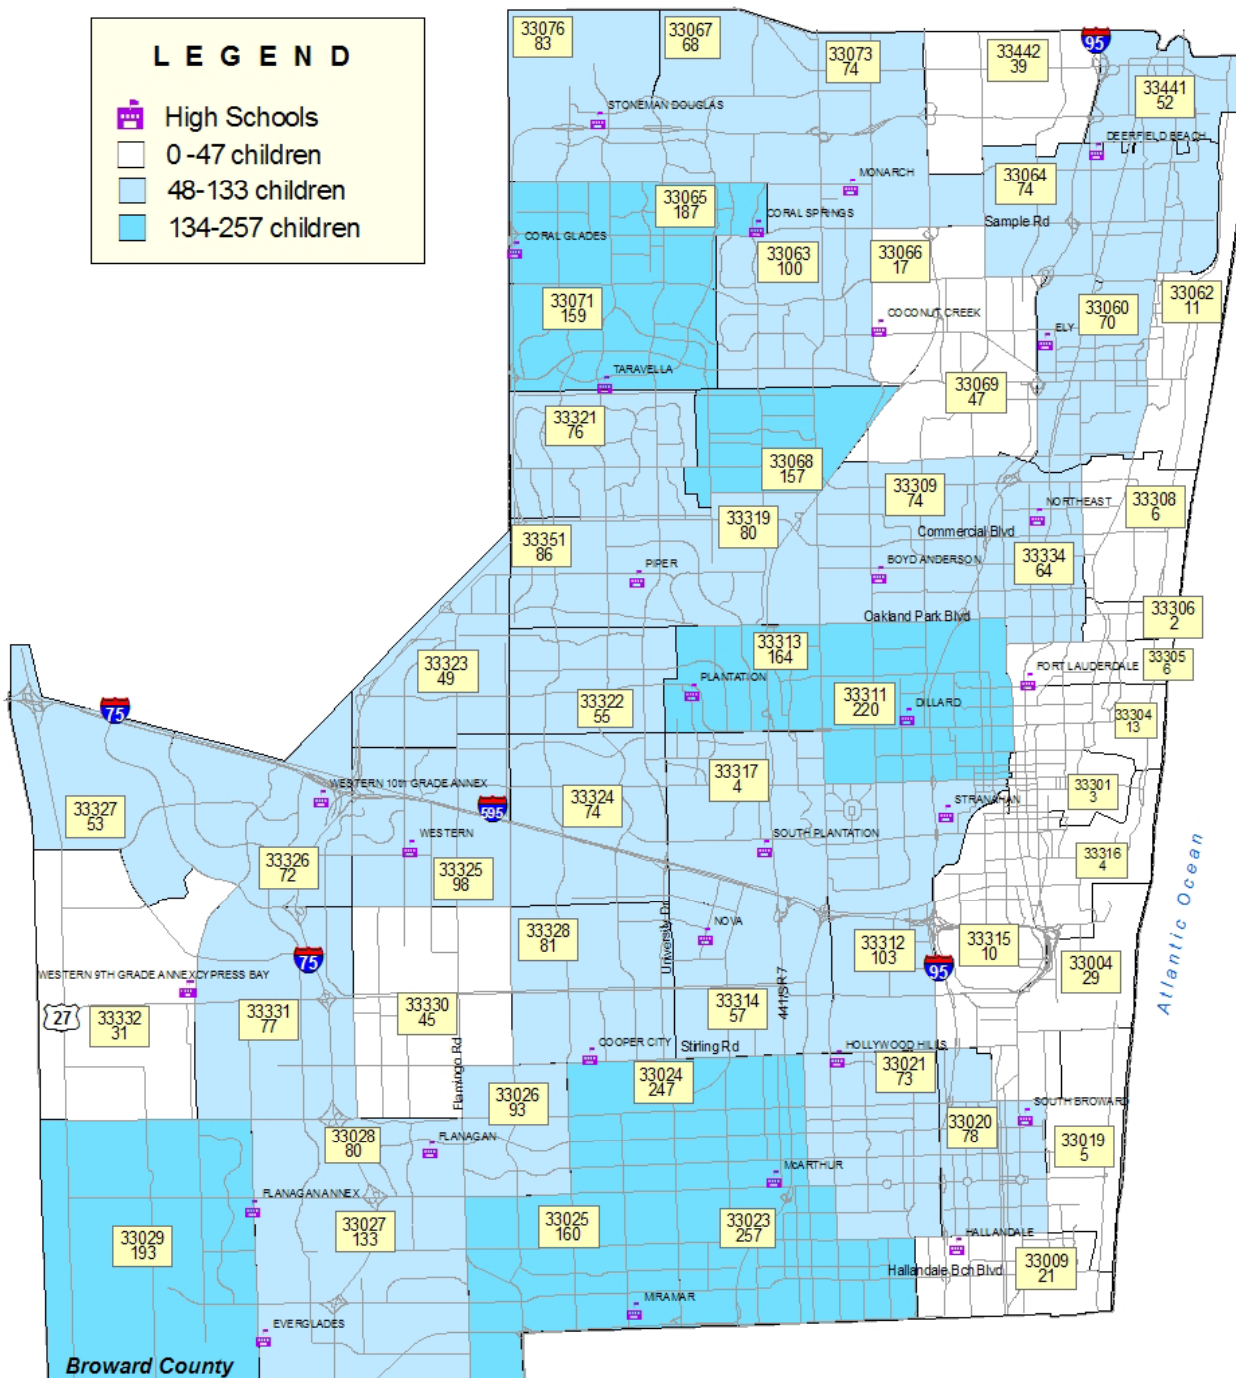 L E G E N D
High Schools
0 -47 children
48-133 children
134-257 children
33076
83
33067
68
33073
74
33442
39
95
33441
52
STONEMAN DOUGLAS
DEERFIELD BEACH
MONARCH
33064
74
33065
187
CORAL SPRINGS
Sample Rd
CORAL GLADES
33063
100
33066
17
33071
159
COCONUT CREEK
33060
70
33062
11
ELY
TARAVELLA
33069
47
33321
76
33068
157
33309
74
NORTHEAST
33308
6
33319
80
Commercial Blvd
33351
86
PIPER
BOYD ANDERSON
33334
64
Oakland Park Blvd
33306
2
33313
164
33323
49
FORT LAUDERDALE
33305
6
PLANTATION
33322
55
33311
220
DILLARD
33304
13
75
WESTERN 10th GRADE ANNEX
33317
4
33301
3
33327
53
595
33324
74
STRANAHAN
WESTERN
SOUTH PLANTATION
33326
72
33325
98
33316
4
Atlantic Ocean
University Dr
NOVA
33328
81
33312
103
33315
10
75
95
33004
29
WESTERN 9TH GRADE ANNEX
CYPRESS BAY
441/SR 7
27
33332
31
33331
77
33330
45
33314
57
COOPER CITY
Stirling Rd
HOLLYWOOD HILLS
Flamingo Rd
33024
247
33021
73
33026
93
SOUTH BROWARD
33020
78
33028
80
FLANAGAN
33019
5
McARTHUR
FLANAGAN ANNEX
33029
193
33027
133
33025
160
33023
257
HALLANDALE
Hallandale Bch Blvd
33009
21
MIRAMAR
EVERGLADES
Broward County